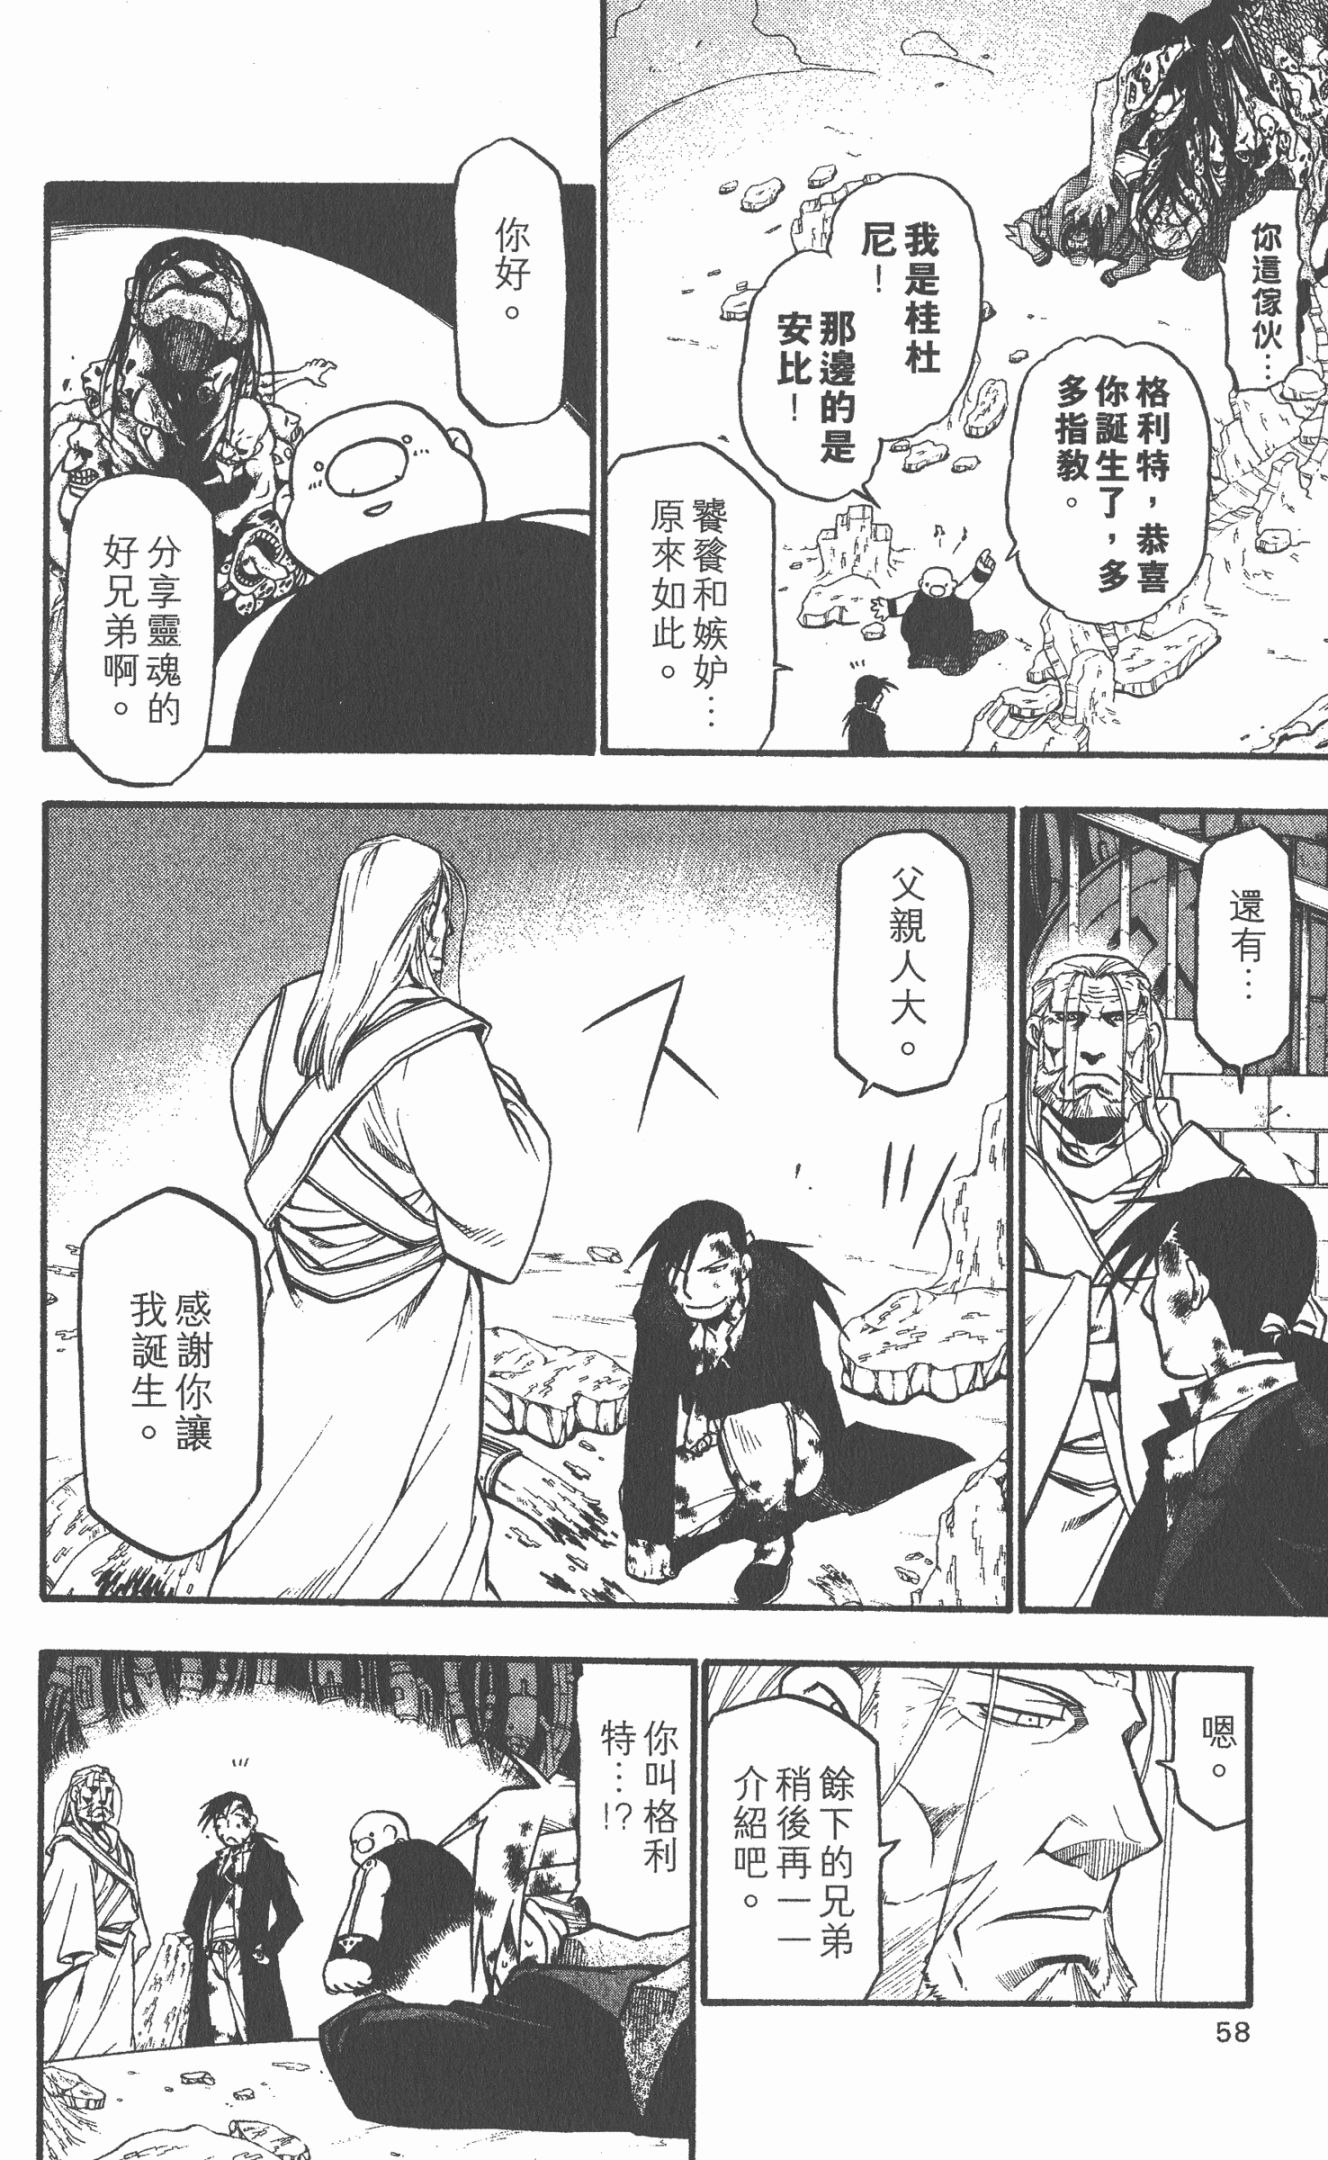 你這傢伙…
格利特，恭喜
你誕生了，多
多指教。
我是桂杜
尼！
那邊的是
安比！
饕餮和嫉妒…
原來如此。
你好。
分享靈魂的
好兄弟啊。
還有…
父親人大。
感謝你讓
我誕生。
嗯。
餘下的兄弟
稍後再一一
介紹吧。
你叫格利
特…!?
58